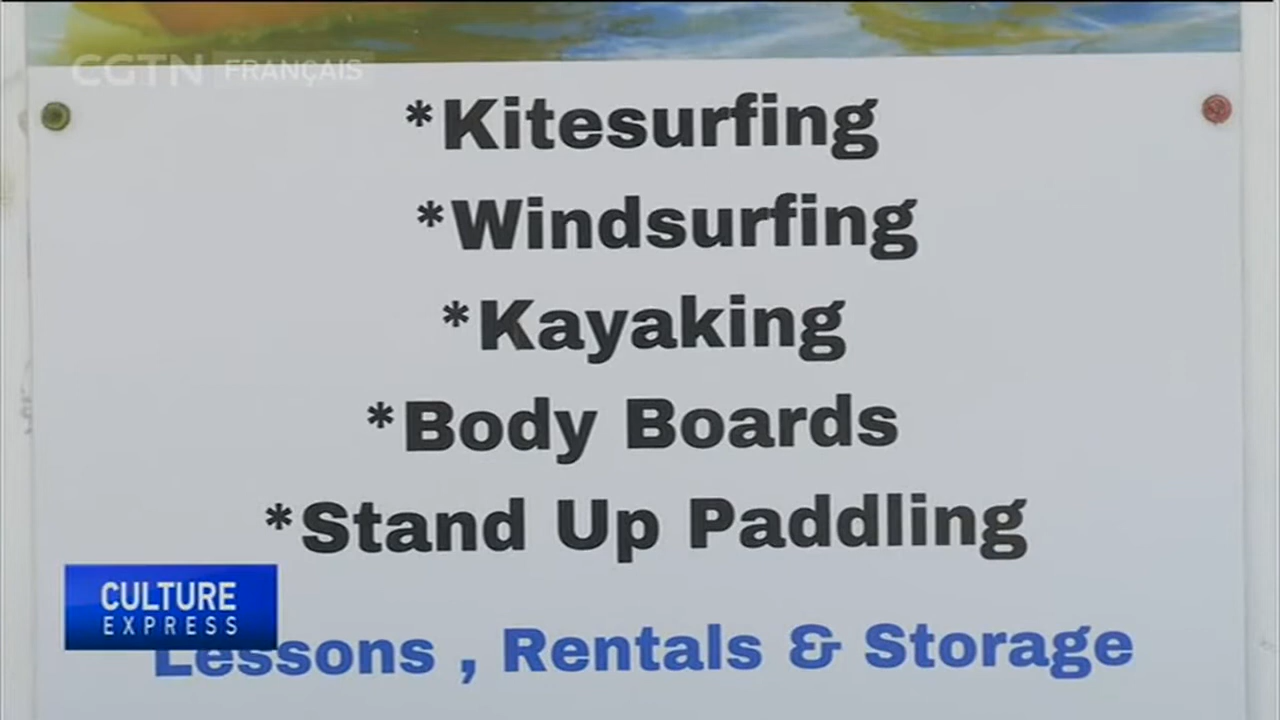 CGTN FRANÇAIS
*Kitesurfing
*Windsurfing
*Kayaking
*Body Boards
*Stand Up Paddling
CULTURE
EXPRESS
Lessons , Rentals & Storage